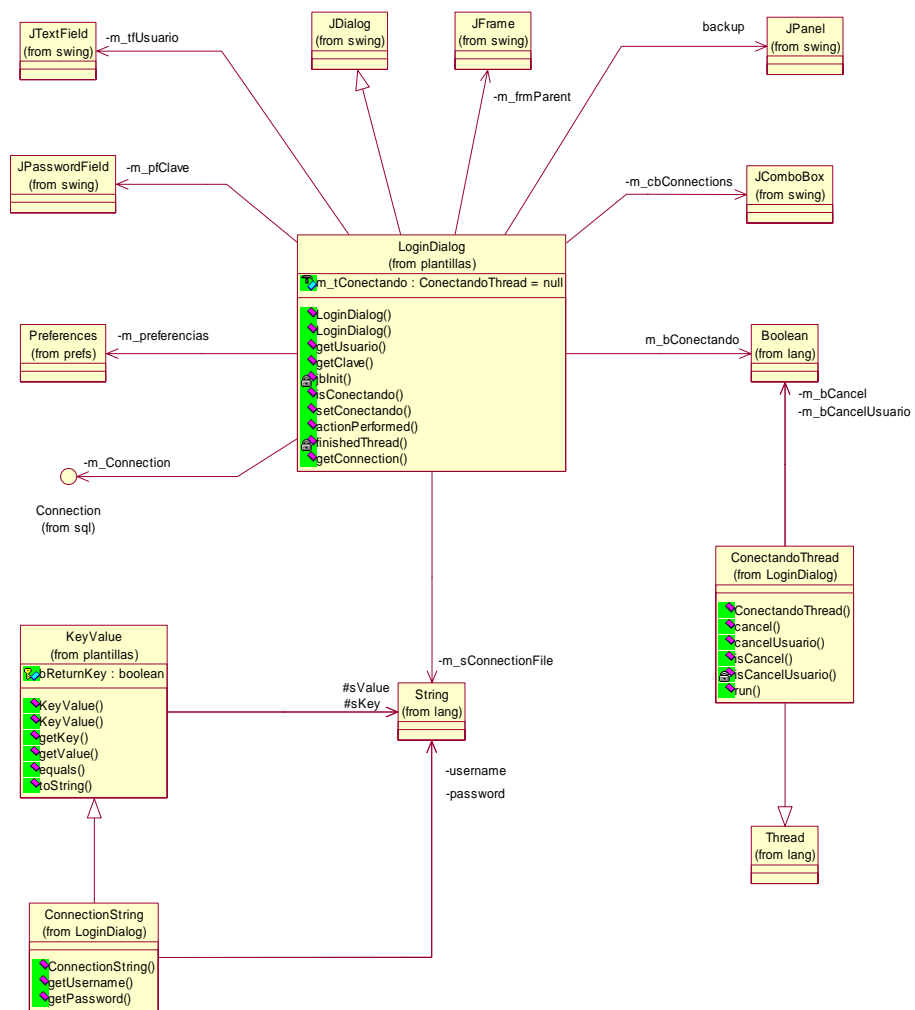 JTextField
(from swing)
-m_tfUsuario
JDialog
(from swing)
JFrame
(from swing)
-m_frmParent
backup
JPanel
(from swing)
JPasswordField
(from swing)
-m_pfClave
-m_cbConnections
JComboBox
(from swing)
LoginDialog
(from plantillas)
m_tConectando : ConectandoThread = null
LoginDialog()
LoginDialog()
getUsuario()
getClave()
jbInit()
isConectando()
setConectando()
actionPerformed()
finishedThread()
getConnection()
Preferences
(from prefs)
-m_preferencias
m_bConectando
Boolean
(from lang)
-m_bCancel
-m_bCancelUsuario
-m_Connection
Connection
(from sql)
ConectandoThread
(from LoginDialog)
ConectandoThread()
cancel()
cancelUsuario()
isCancel()
isCancelUsuario()
run()
KeyValue
(from plantillas)
bReturnKey : boolean
KeyValue()
KeyValue()
getKey()
getValue()
equals()
toString()
-m_sConnectionFile
#sValue
#sKey
String
(from lang)
-username
-password
Thread
(from lang)
ConnectionString
(from LoginDialog)
ConnectionString()
getUsername()
getPassword()